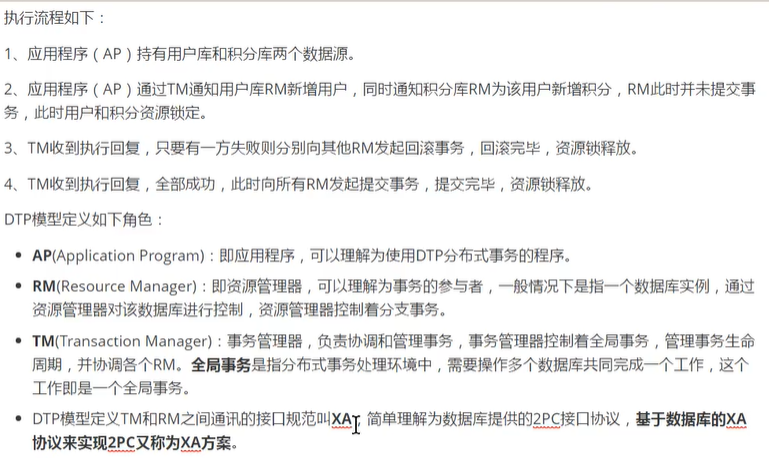 执行流程如下：
1、应用程序（AP）持有用户库和积分库两个数据源。
2、应用程序（AP）通过TM通知用户库RM新增用户，同时通知积分库RM为该用户新增积分，RM此时并未提交事
务，此时用户和积分资源锁定。
3、TM收到执行回复，只要有一方失败则分别向其他RM发起回滚事务，回滚完毕，资源锁释放。
4、TM收到执行回复，全部成功，此时向所有RM发起提交事务，提交完毕，资源锁释放。
DTP模型定义如下角色：
• AP(Application Program)：即应用程序，可以理解为使用DTP分布式事务的程序。
• RM(Resource Manager)：即资源管理器，可以理解为事务的参与者，一般情况下是指一个数据库实例，通过
资源管理器对该数据库进行控制，资源管理器控制着分支事务。
• TM(Transaction Manager)：事务管理器，负责协调和管理事务，事务管理器控制着全局事务，管理事务生命
周期，并协调各个RM。全局事务是指分布式事务处理环境中，需要操作多个数据库共同完成一个工作，这个
工作即是一个全局事务。
• DTP模型定义TM和RM之间通讯的接口规范叫XA，简单理解为数据库提供的2PC接口协议，基于数据库的XA
协议来实现2PC又称为XA方案。